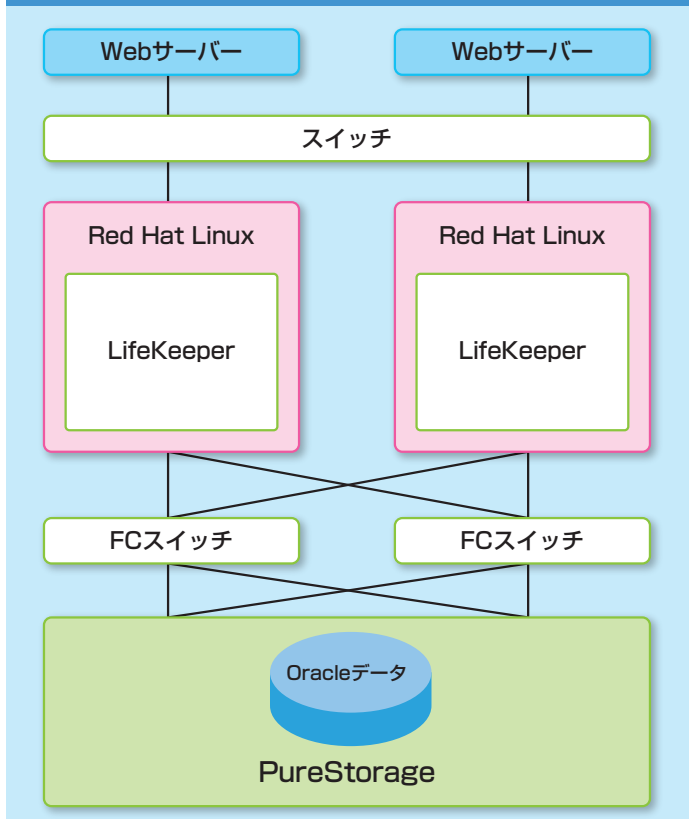 Webサーバー
Webサーバー
スイッチ
Red Hat Linux
Red Hat Linux
LifeKeeper
LifeKeeper
FCスイッチ
FCスイッチ
Oracleデータ
PureStorage